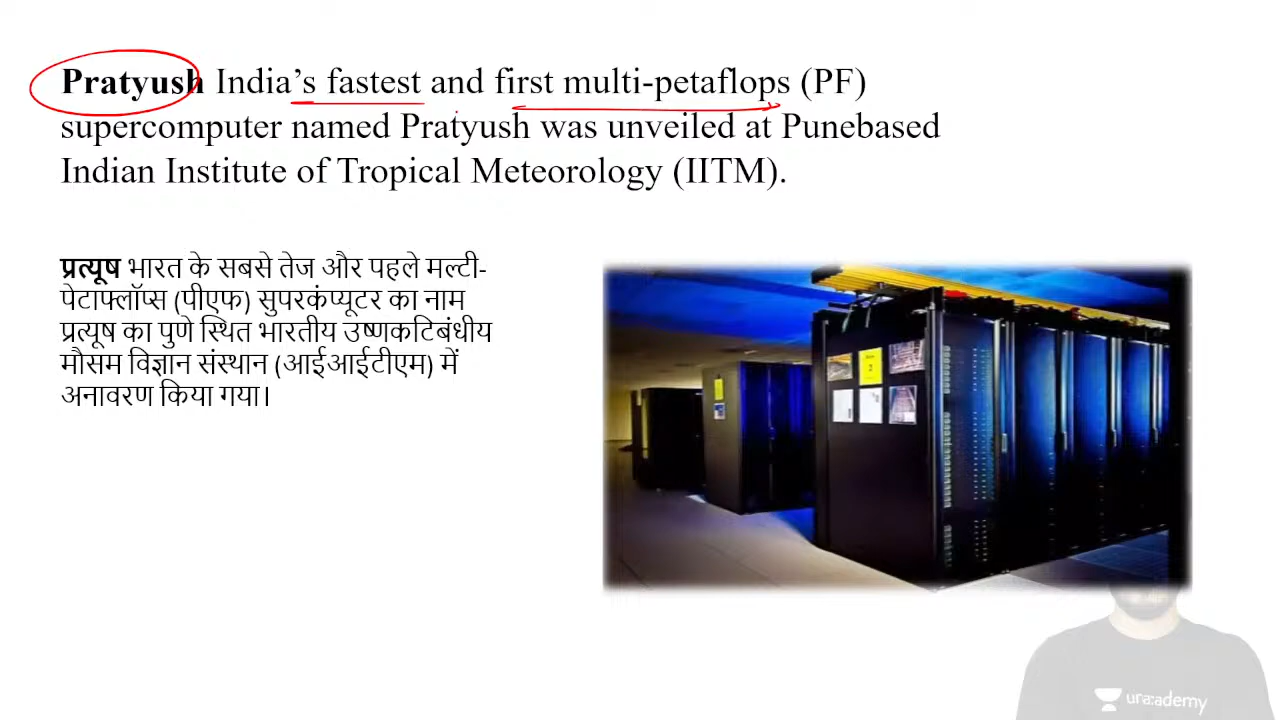 Pratyush India’s fastest and first multi-petaflops (PF)
supercomputer named Pratyush was unveiled at Punebased
Indian Institute of Tropical Meteorology (IITM).
प्रत्यूष भारत के सबसे तेज और पहले मल्टी-
पेटाफ्लॉप्स (पीएफ) सुपरकंप्यूटर का नाम
प्रत्यूष का पुणे स्थित भारतीय उष्णकटिबंधीय
मौसम विज्ञान संस्थान (आईआईटीएम) में
अनावरण किया गया।